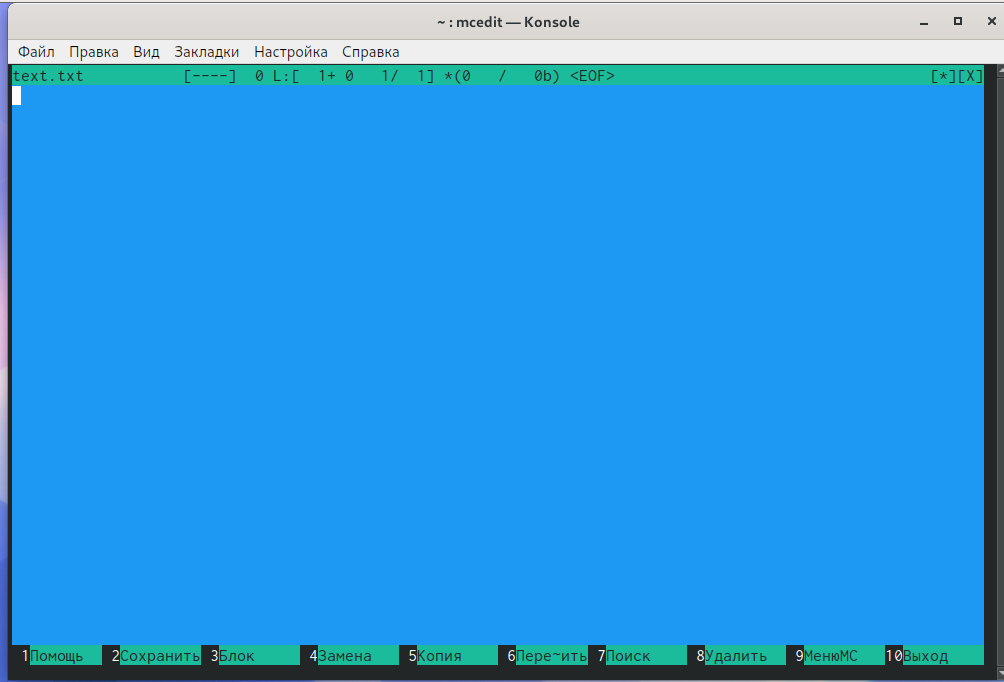 ~ : mcedit — Konsole
Файл Правка Вид Закладки Настройка Справка
text.txt [----] 0 L:[ 1+ 0 1/ 1] *(0 / 0b) <EOF> [*][X]
1Помощь 2Сохранить 3Блок 4Замена 5Копия 6Пере~ить 7Поиск 8Удалить 9МенюMC 10Выход